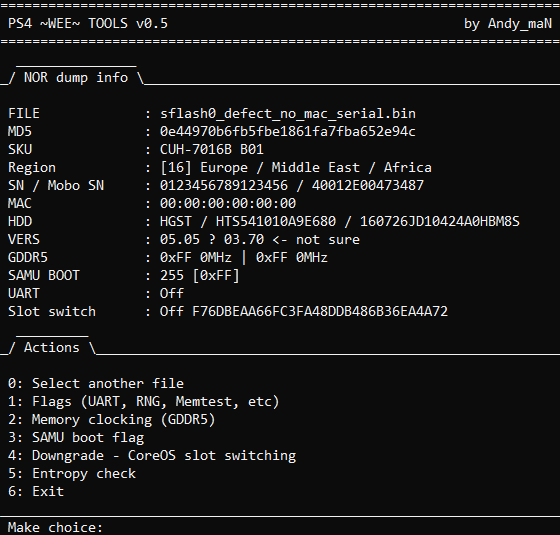 PS4 ~WEE~ TOOLS v0.5 by Andy_maN
_/ NOR dump info \_
FILE : sflash0_defect_no_mac_serial.bin
MD5 : 0e44970b6fb5fbe1861fa7fba652e94c
SKU : CUH-7016B B01
Region : [16] Europe / Middle East / Africa
SN / Mobo SN : 0123456789123456 / 40012E00473487
MAC : 00:00:00:00:00:00
HDD : HGST / HTS541010A9E680 / 160726JD10424A0HBM8S
VERS : 05.05 ? 03.70 <- not sure
GDDR5 : 0xFF 0MHz | 0xFF 0MHz
SAMU BOOT : 255 [0xFF]
UART : Off
Slot switch : Off F76DBEAA66FC3FA48DDB486B36EA4A72
_/ Actions \_
0: Select another file
1: Flags (UART, RNG, Memtest, etc)
2: Memory clocking (GDDR5)
3: SAMU boot flag
4: Downgrade - CoreOS slot switching
5: Entropy check
6: Exit
Make choice: